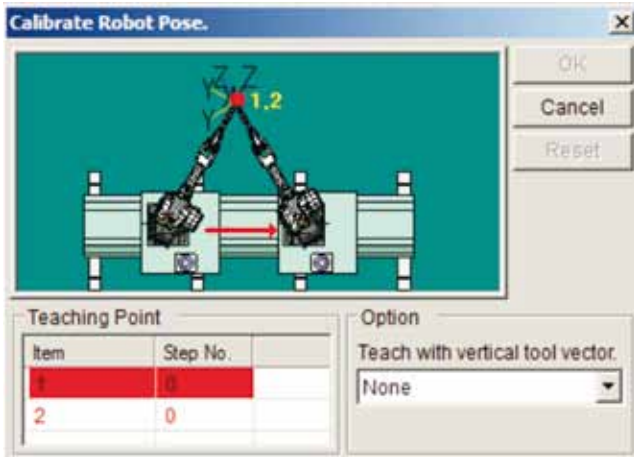 Calibrate Robot Pose.
OK
Cancel
Reset
Z Z
Y
1.2
Y
Teaching Point
Item Step No.
1 0
2 0
Option
Teach with vertical tool vector.
None